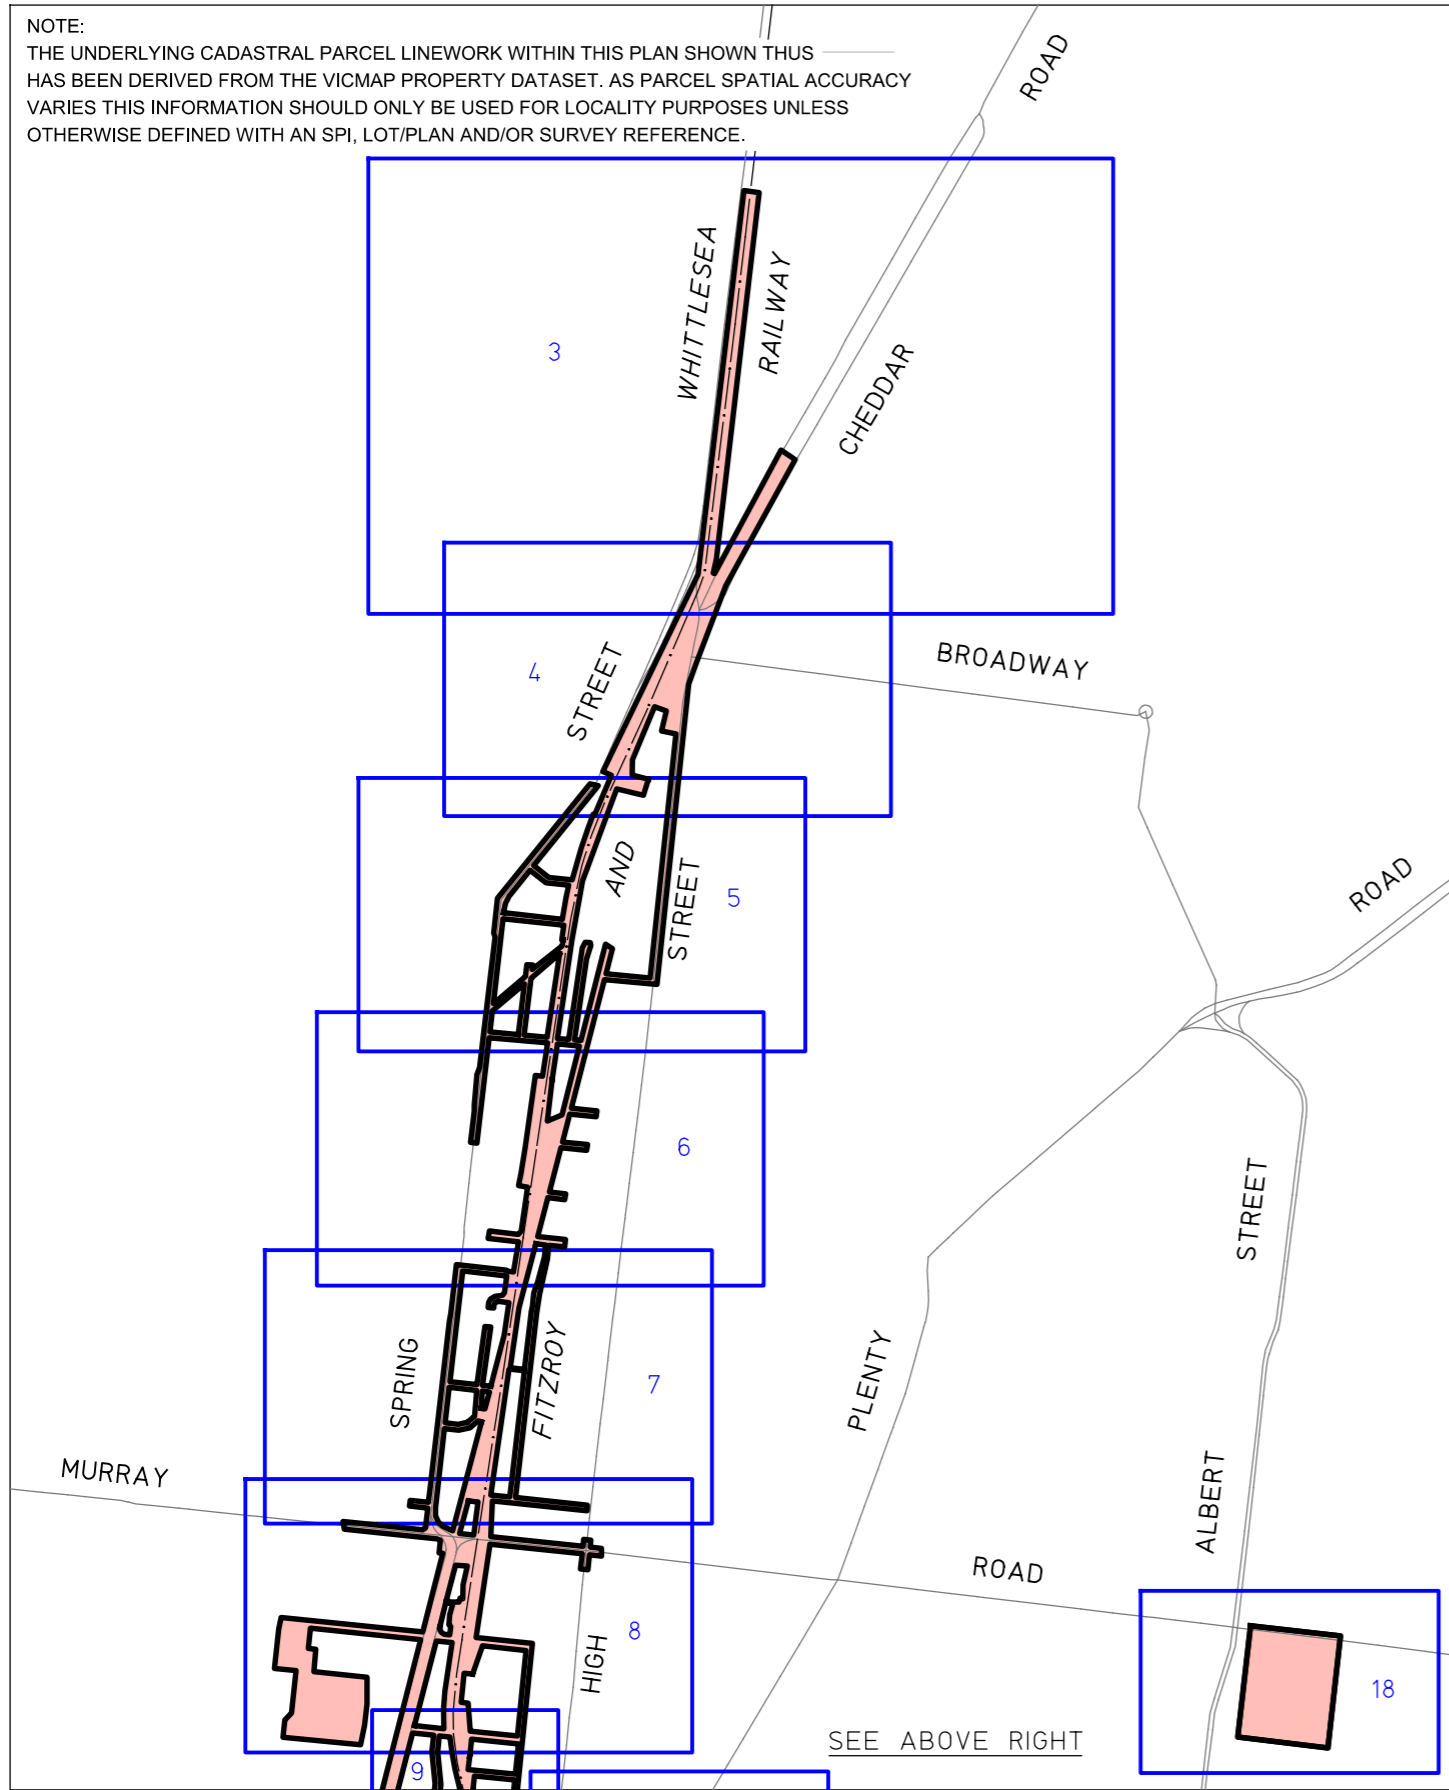 NOTE:
THE UNDERLYING CADASTRAL PARCEL LINEWORK WITHIN THIS PLAN SHOWN THUS
HAS BEEN DERIVED FROM THE VICMAP PROPERTY DATASET. AS PARCEL SPATIAL ACCURACY
VARIES THIS INFORMATION SHOULD ONLY BE USED FOR LOCALITY PURPOSES UNLESS
OTHERWISE DEFINED WITH AN SPI, LOT/PLAN AND/OR SURVEY REFERENCE.
ROAD
WHITTLESEA
RAILWAY
3
CHEDDAR
BROADWAY
4
STREET
AND
STREET
5
ROAD
6
STREET
SPRING
FITZROY
7
PLENTY
MURRAY
ALBERT
ROAD
8
HIGH
18
SEE ABOVE RIGHT
9